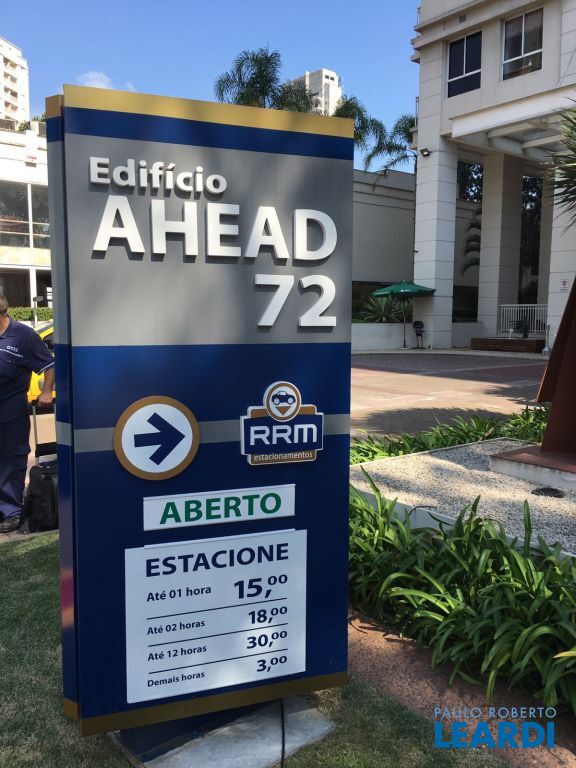 Edifício
AHEAD
72
RRM
estacionamentos
ABERTO
ESTACIONE
Até 01 hora 15,00
Até 02 horas 18,00
Até 12 horas 30,00
Demais horas 3,00
PAULO ROBERTO
LEARDI